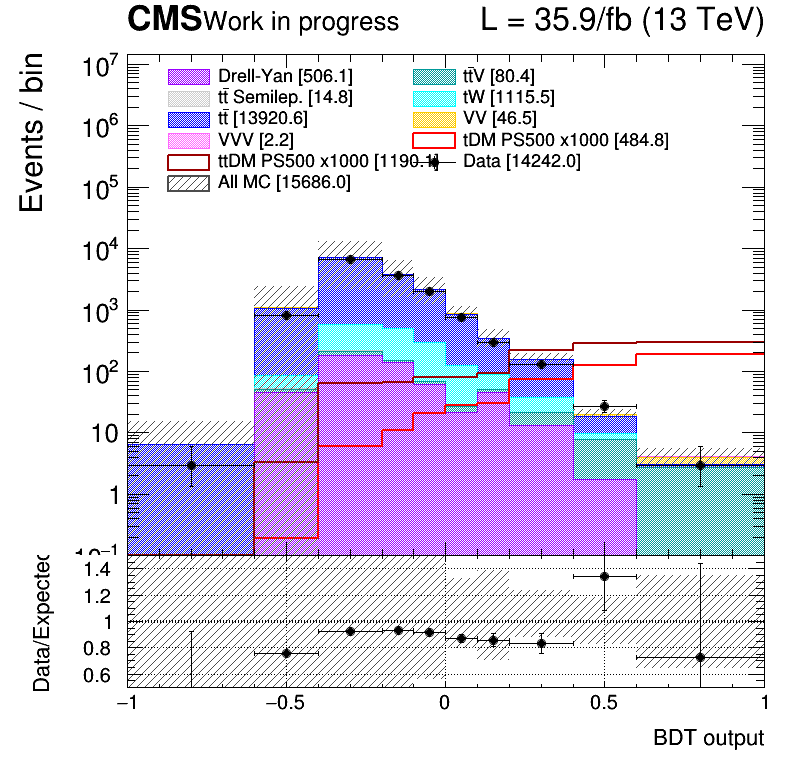 CMS Work in progress L = 35.9/fb (13 TeV)
Events / bin
10⁷
10⁶
10⁵
10⁴
10³
10²
10
1
10⁻¹
Drell-Yan [506.1] tt̄V [80.4]
tt̄ Semilep. [14.8] tW [1115.5]
tt̄ [13920.6] VV [46.5]
VVV [2.2] tDM PS500 x1000 [484.8]
ttDM PS500 x1000 [1190.1] Data [14242.0]
All MC [15686.0]
Data/Expected
1.4
1.2
1
0.8
0.6
−1 −0.5 0 0.5 1
BDT output